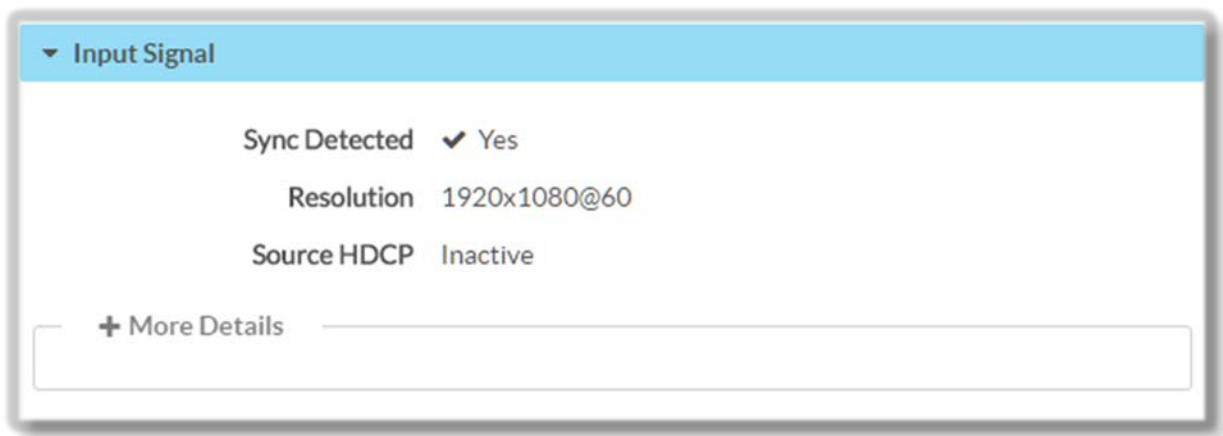 Input Signal
Sync Detected Yes
Resolution 1920x1080@60
Source HDCP Inactive
More Details